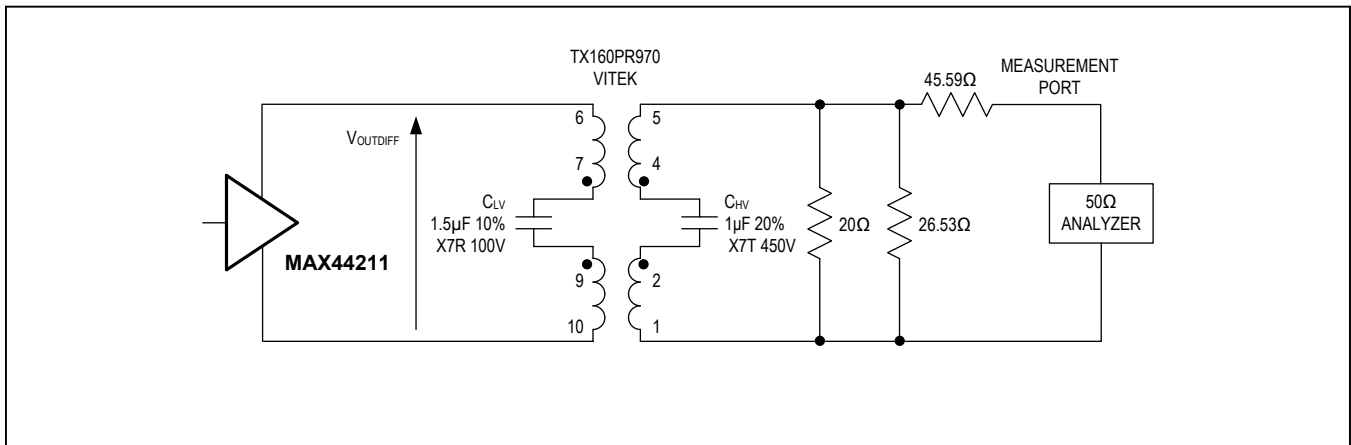 TX160PR970
VITEK
MEASUREMENT
PORT
45.59Ω
6
5
VOUTDIFF
7
4
CLV
1.5µF 10%
X7R 100V
CHV
1µF 20%
X7T 450V
20Ω
26.53Ω
50Ω
ANALYZER
MAX44211
9
2
10
1